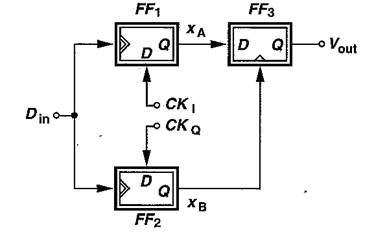 FF1 FF3
D Q xA D Q Vout
CKI
Din CKQ
D Q xB
FF2